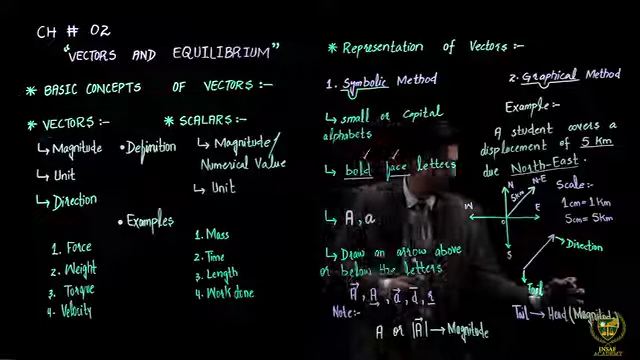 CH # 02
"VECTORS AND EQUILIBRIUM"
* BASIC CONCEPTS OF VECTORS:-
* VECTORS:-
↳ Magnitude
↳ Unit
↳ Direction
• Definition
* SCALARS:-
↳ Magnitude/
Numerical Value
↳ Unit
• Examples
1. Force
2. Weight
3. Torque
4. Velocity
1. Mass
2. Time
3. Length
4. Work done
* Representation of Vectors:-
1. Symbolic Method
↳ small or capital
alphabets
↳ bold face letters
↳ A, a
↳ Draw an arrow above
or below the letters
A, A, a, d, r
Note:-
A or |A| → Magnitude
2. Graphical Method
Example:-
A student covers a
displacement of 5 Km
due North-East.
N
N-E
5Km
W
O
E
S
Scale:-
1cm = 1Km
5cm = 5Km
Direction
Tail
Tail → Head (Magnitude)
INSAF
ACADEMY